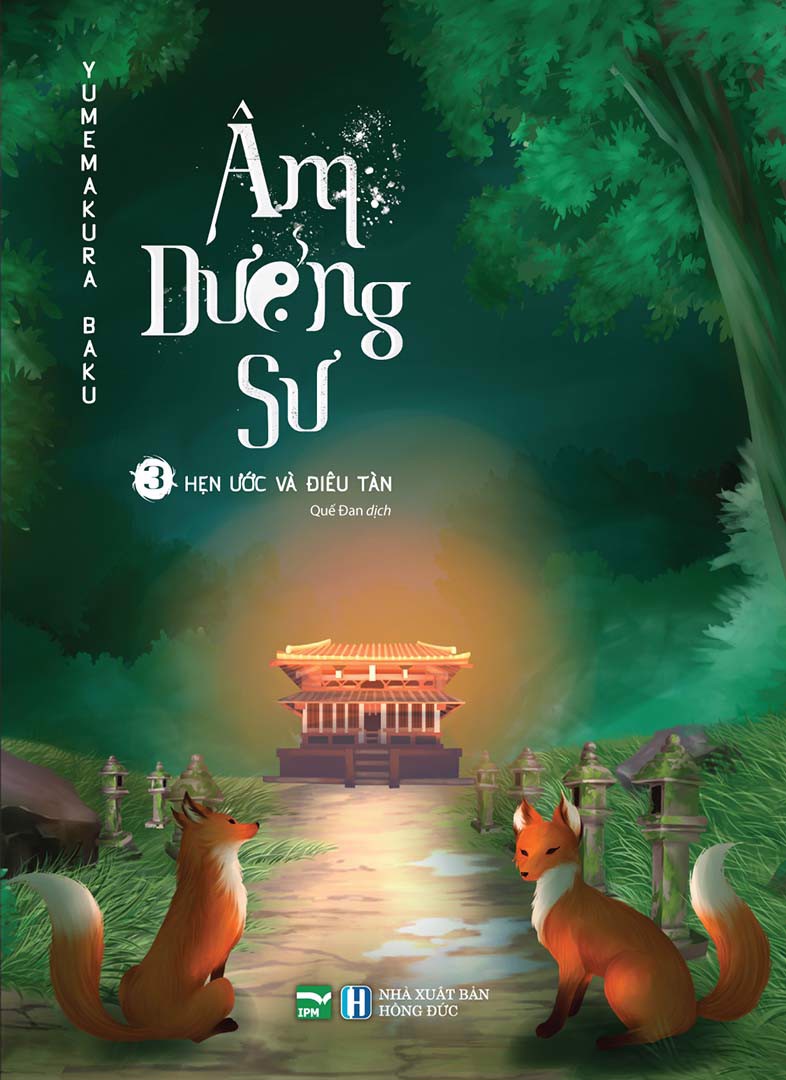 YUMEMAKURA BAKU
Âm
Dương
Sư
3 HẸN ƯỚC VÀ ĐIÊU TÀN
Quế Đan dịch
IPM
H
NHÀ XUẤT BẢN
HỒNG ĐỨC